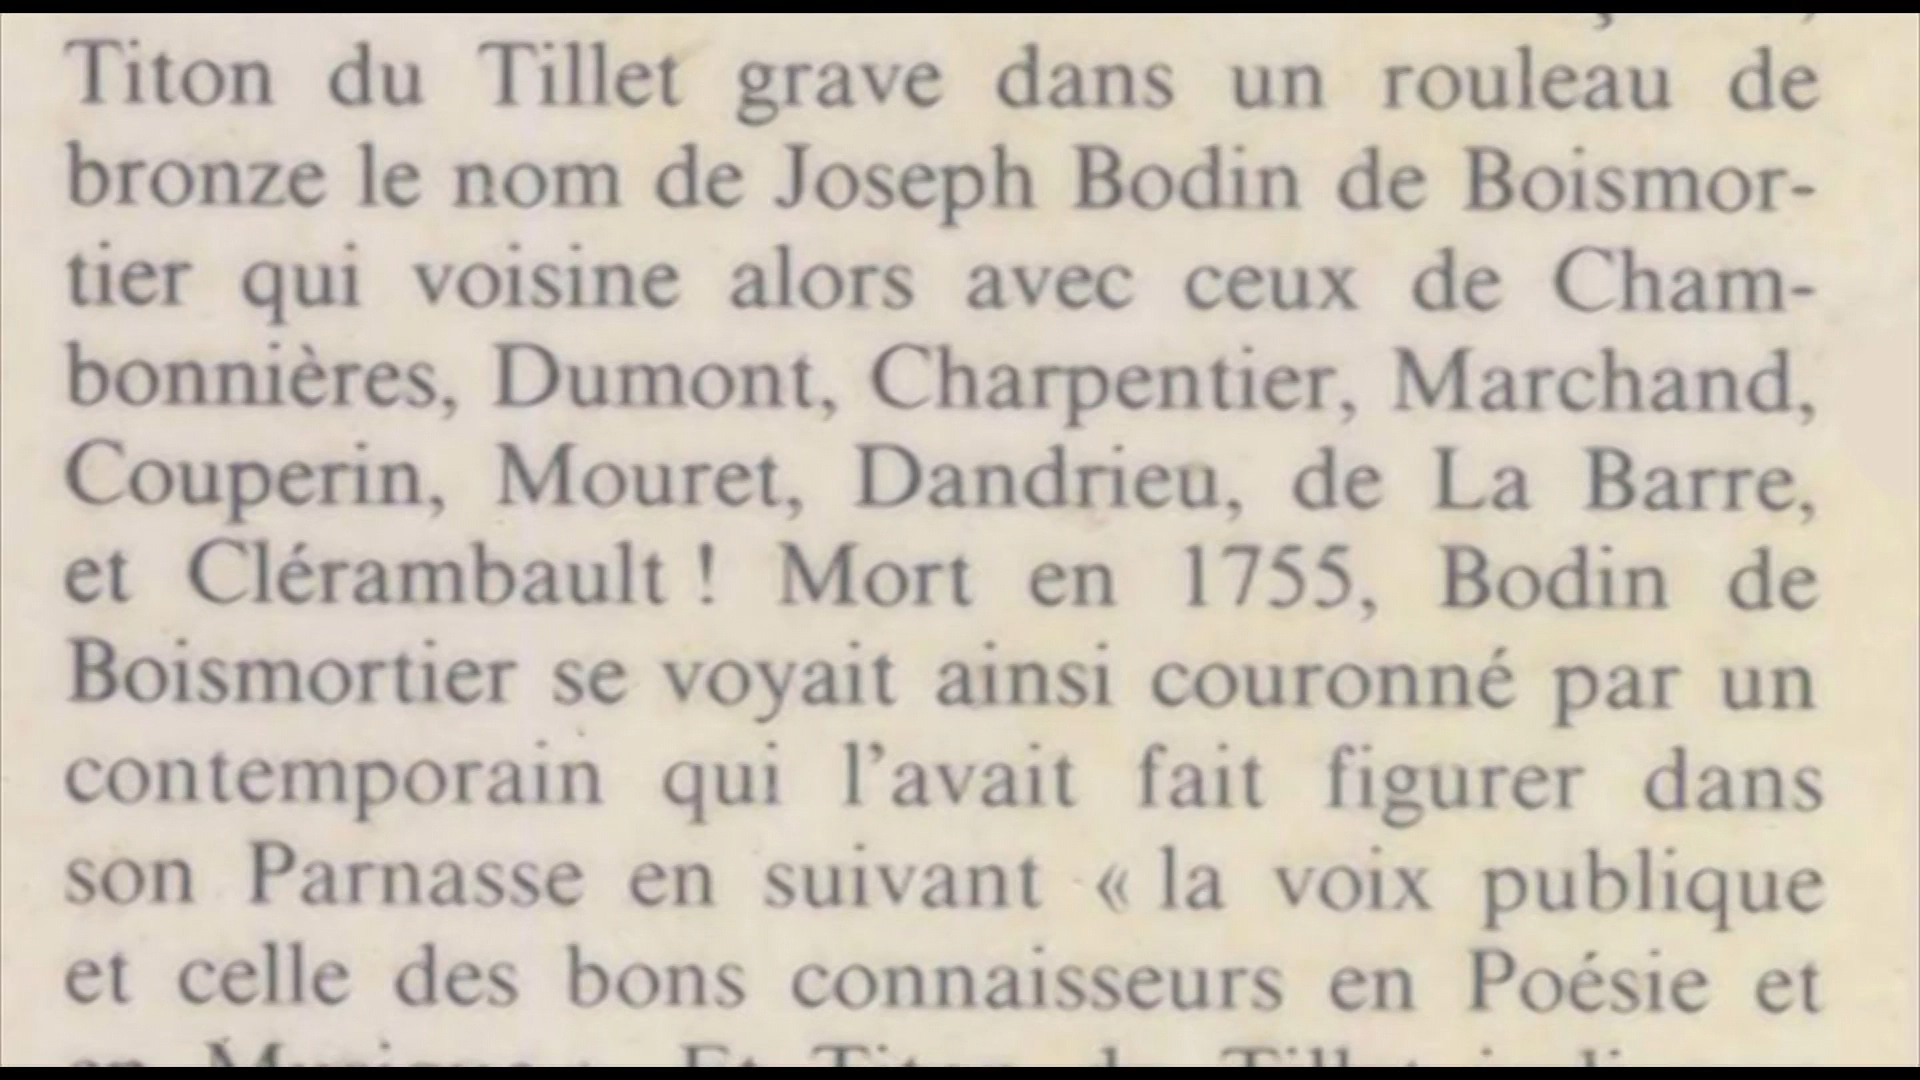 Titon du Tillet grave dans un rouleau de
bronze le nom de Joseph Bodin de Boismor-
tier qui voisine alors avec ceux de Cham-
bonnières, Dumont, Charpentier, Marchand,
Couperin, Mouret, Dandrieu, de La Barre,
et Clérambault ! Mort en 1755, Bodin de
Boismortier se voyait ainsi couronné par un
contemporain qui l'avait fait figurer dans
son Parnasse en suivant « la voix publique
et celle des bons connaisseurs en Poésie et